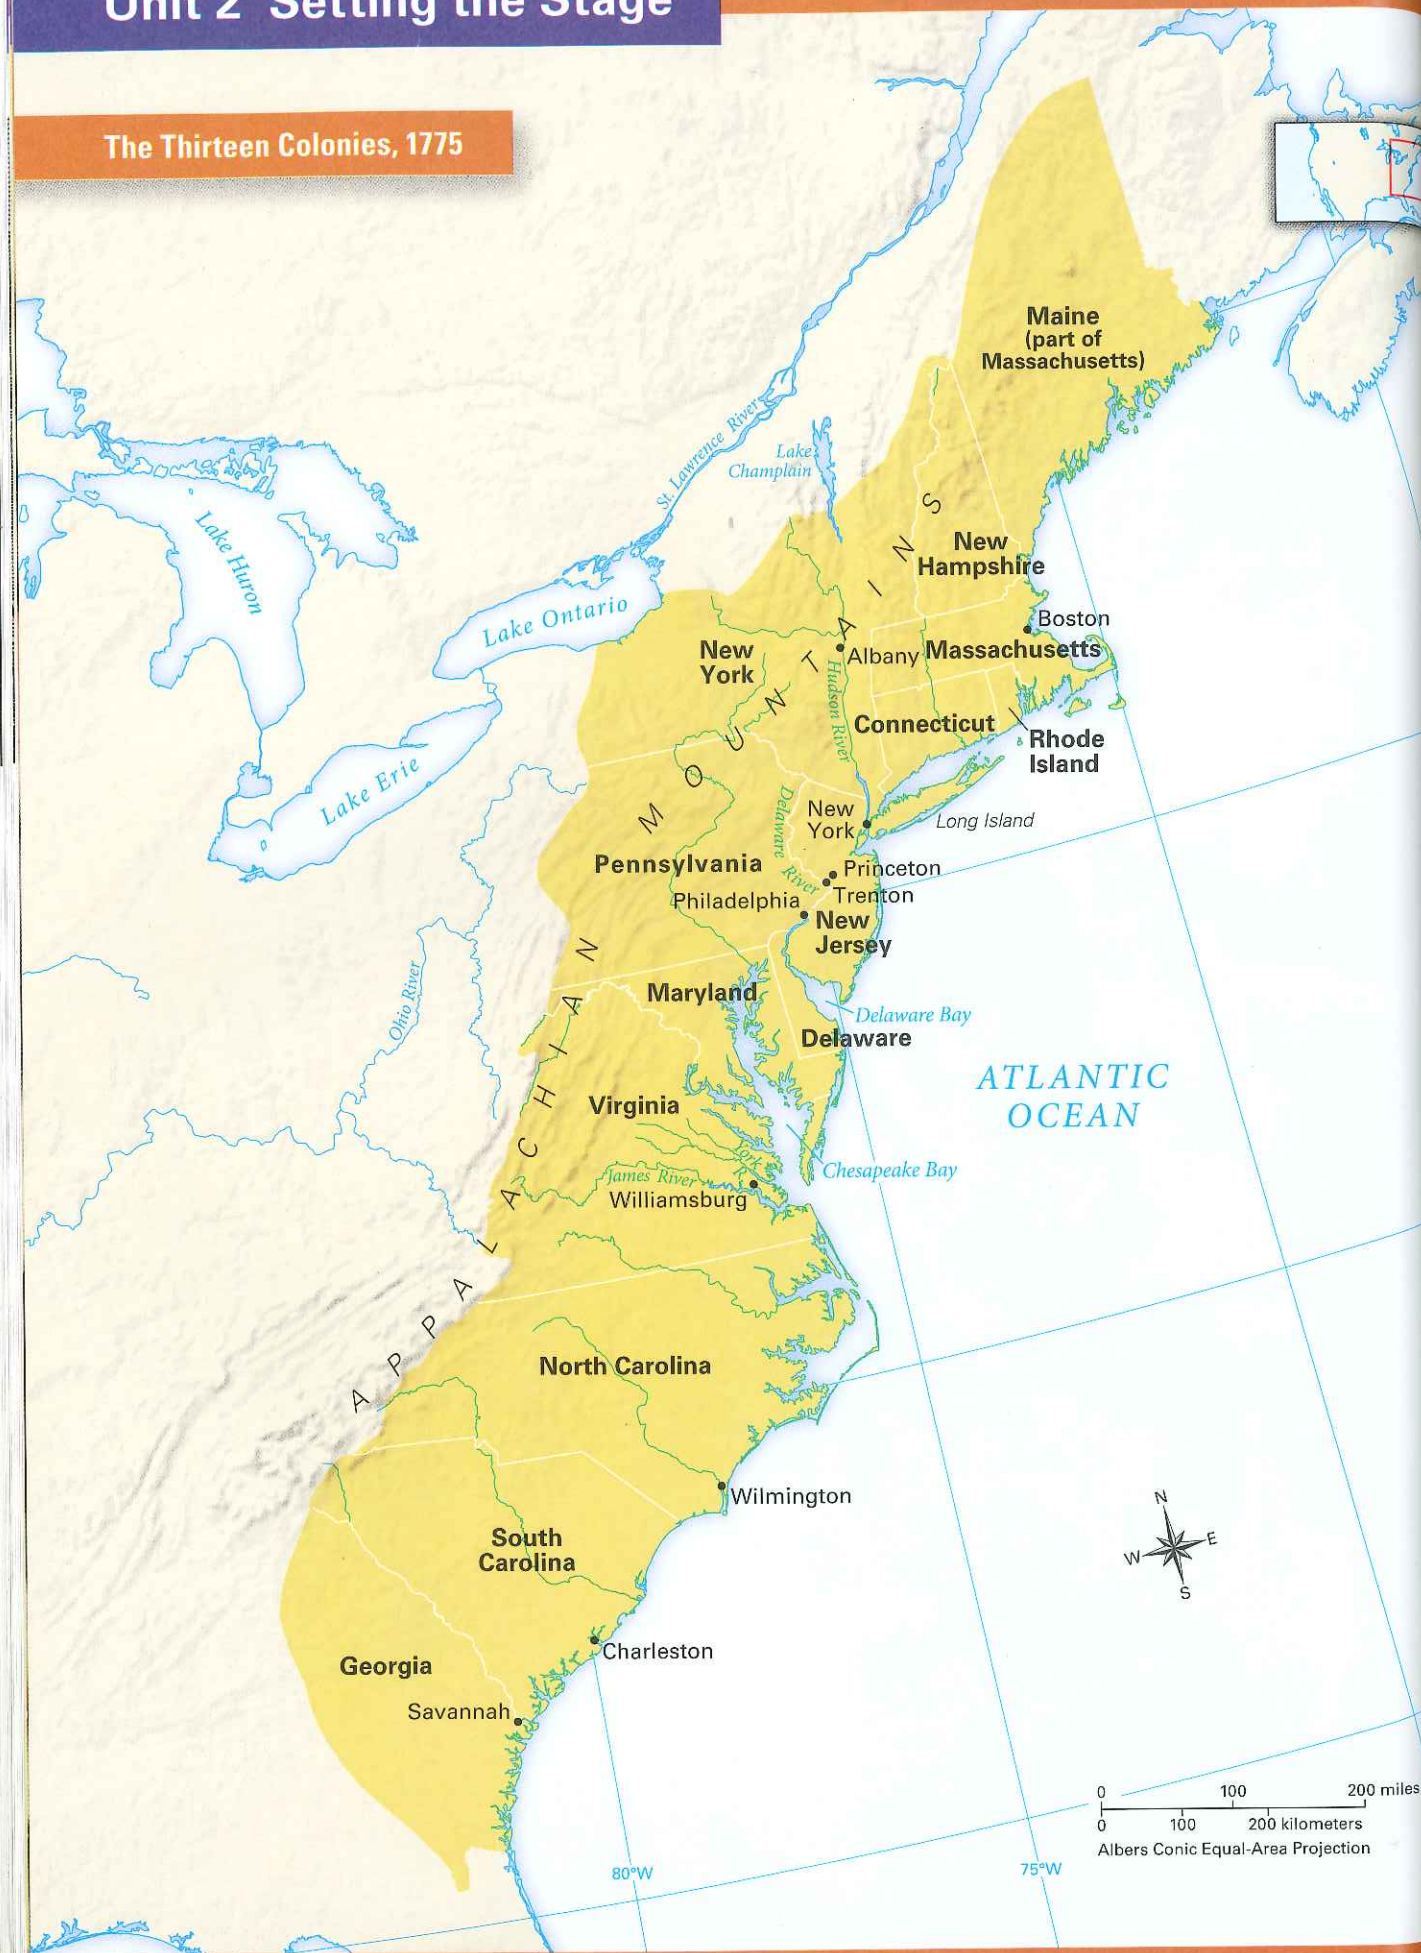 Unit 2 Setting the Stage
The Thirteen Colonies, 1775
Maine
(part of
Massachusetts)
St. Lawrence River
Lake
Champlain
Lake Huron
Lake Ontario
Lake Erie
New
Hampshire
Boston
Massachusetts
Albany
New
York
Hudson River
Connecticut
Rhode
Island
Long Island
New
York
Delaware River
Pennsylvania
Princeton
Trenton
Philadelphia
New
Jersey
APPALACHIAN MOUNTAINS
Ohio River
Maryland
Delaware Bay
Delaware
ATLANTIC
OCEAN
Virginia
York R.
Chesapeake Bay
James River
Williamsburg
North Carolina
Wilmington
South
Carolina
Charleston
Georgia
Savannah
N
W E
S
0 100 200 miles
0 100 200 kilometers
Albers Conic Equal-Area Projection
80°W
75°W